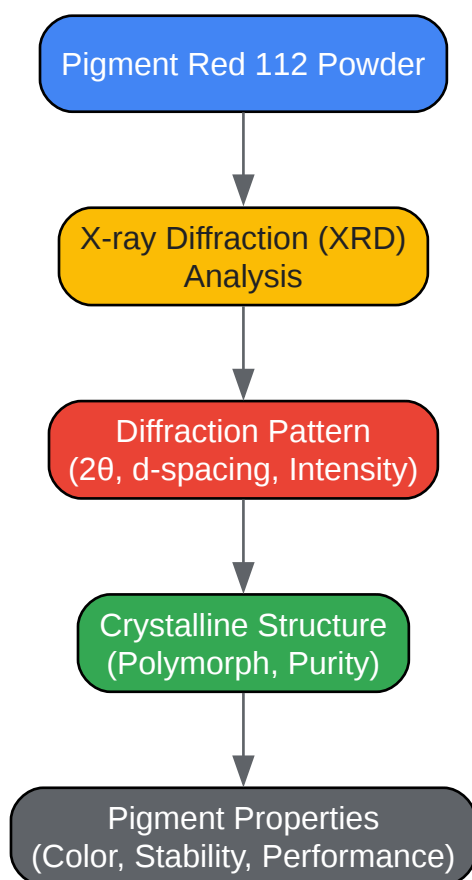 Pigment Red 112 Powder
X-ray Diffraction (XRD)
Analysis
Diffraction Pattern
(2θ, d-spacing, Intensity)
Crystalline Structure
(Polymorph, Purity)
Pigment Properties
(Color, Stability, Performance)